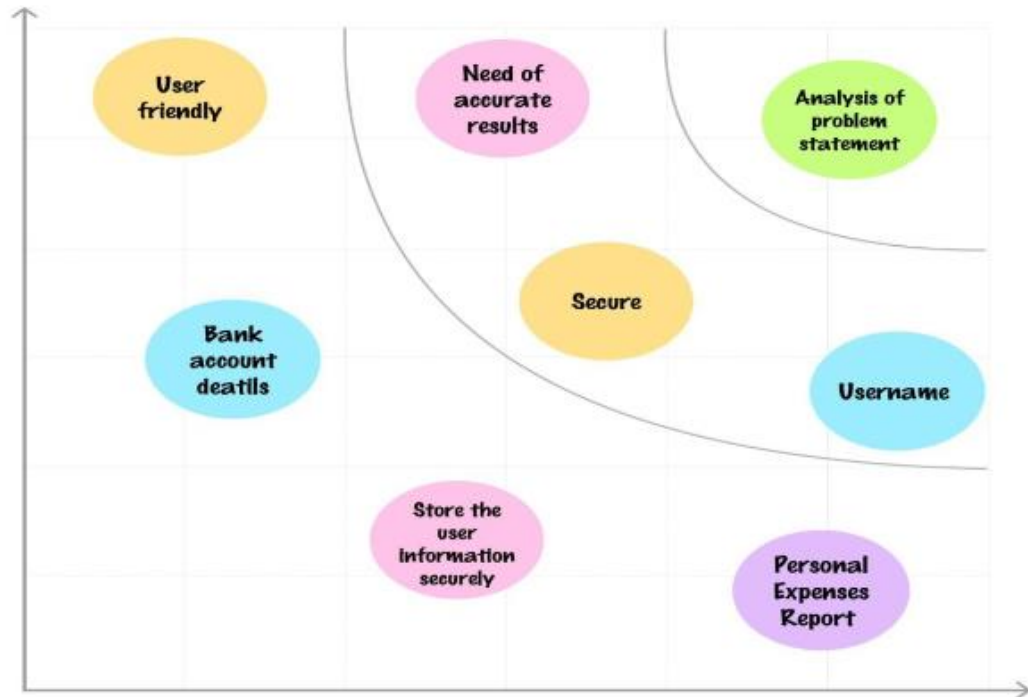 User
friendly
Need of
accurate
results
Analysis of
problem
statement
Secure
Bank
account
deatils
Username
Store the
user
information
securely
Personal
Expenses
Report